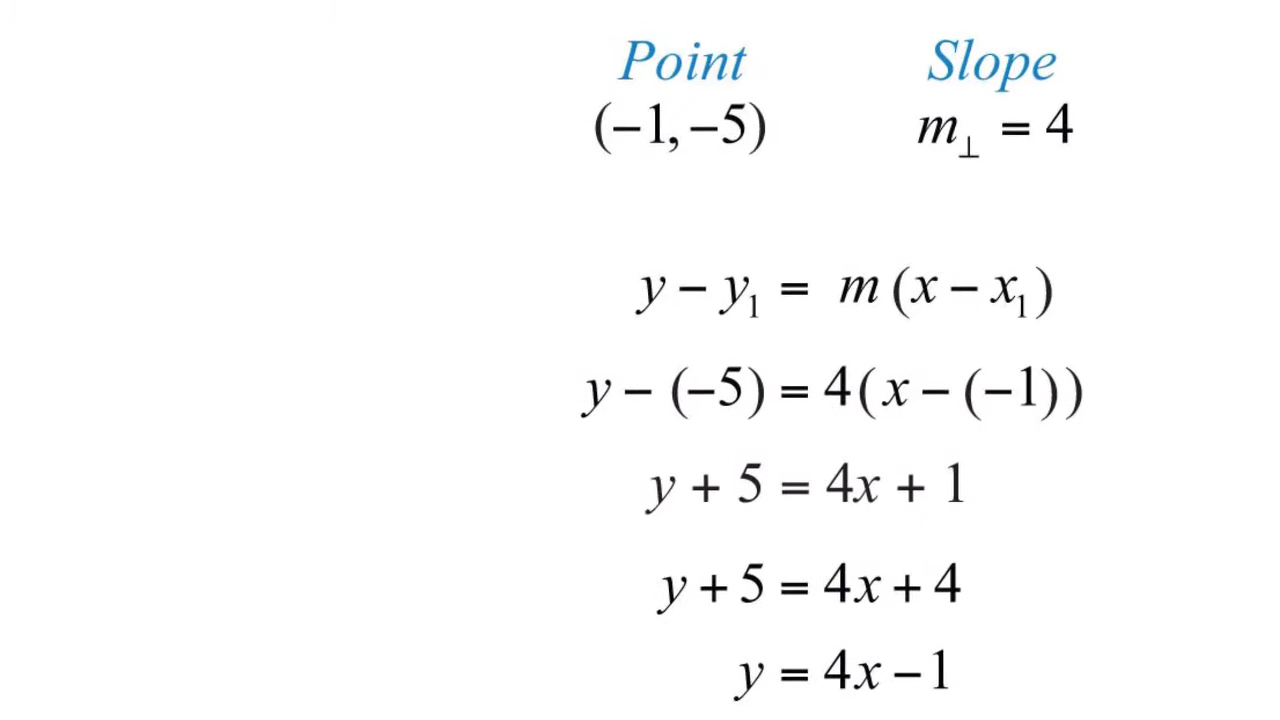 Point Slope
(−1, −5) m⊥ = 4
y − y₁ = m (x − x₁)
y − (−5) = 4(x − (−1))
y + 5 = 4x + 1
y + 5 = 4x + 4
y = 4x − 1